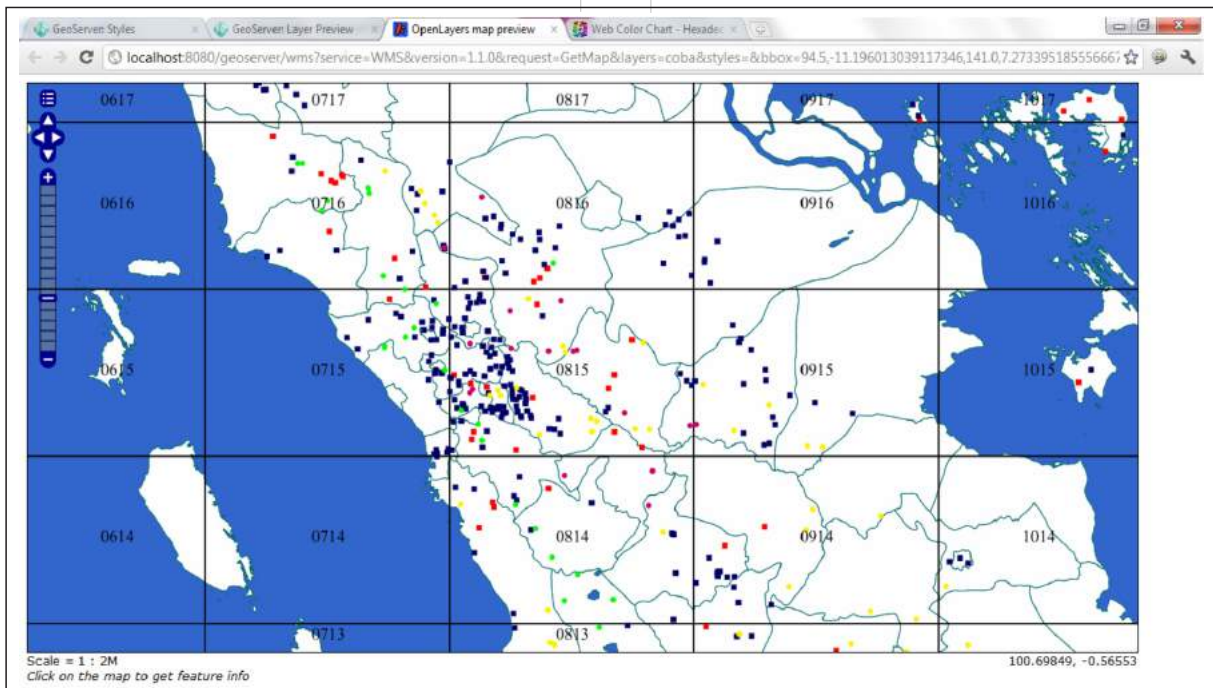 GeoServer: Styles
GeoServer: Layer Preview
OpenLayers map preview
Web Color Chart - Hexadec
localhost:8080/geoserver/wms?service=WMS&version=1.1.0&request=GetMap&layers=coba&styles=&bbox=94.5,-11.196013039117346,141.0,7.273395185556667
0617 0717 0817 0917 1017
0616 0716 0816 0916 1016
0615 0715 0815 0915 1015
0614 0714 0814 0914 1014
0713 0813
Scale = 1 : 2M
100.69849, -0.56553
Click on the map to get feature info